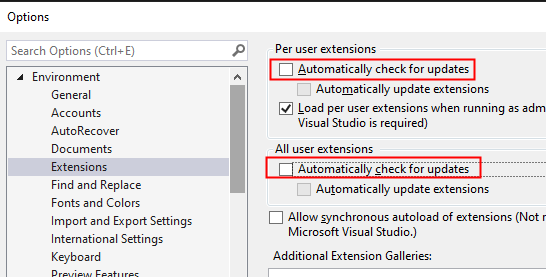 Options
Search Options (Ctrl+E)
Environment
General
Accounts
AutoRecover
Documents
Extensions
Find and Replace
Fonts and Colors
Import and Export Settings
International Settings
Keyboard
Preview Features
Per user extensions
Automatically check for updates
Automatically update extensions
Load per user extensions when running as adm
Visual Studio is required)
All user extensions
Automatically check for updates
Automatically update extensions
Allow synchronous autoload of extensions (Not r
Microsoft Visual Studio.)
Additional Extension Galleries: